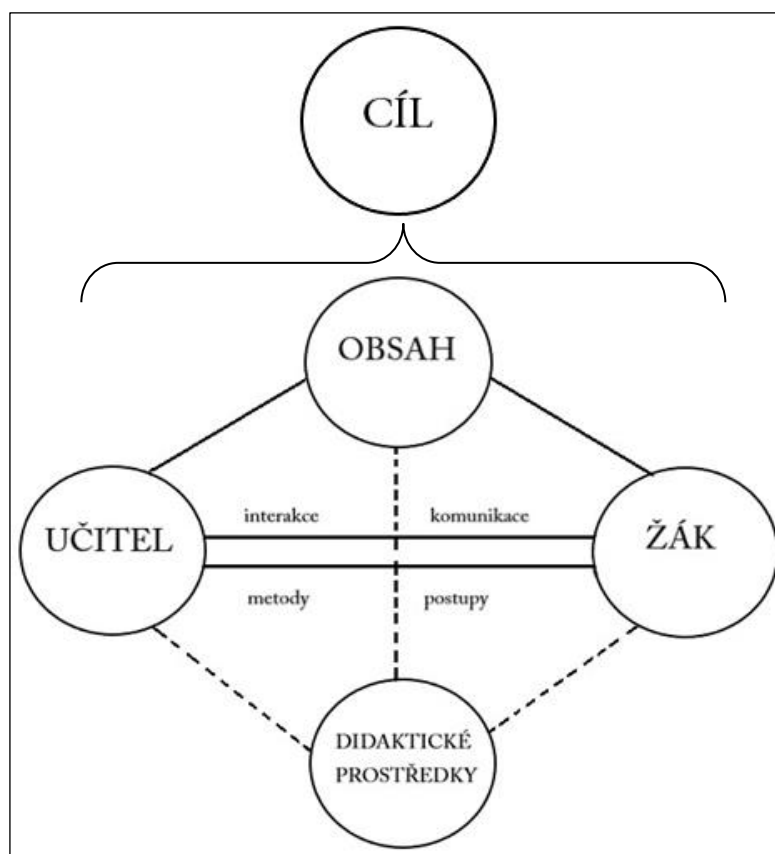 CÍL
OBSAH
interakce komunikace
UČITEL ŽÁK
metody postupy
DIDAKTICKÉ
PROSTŘEDKY